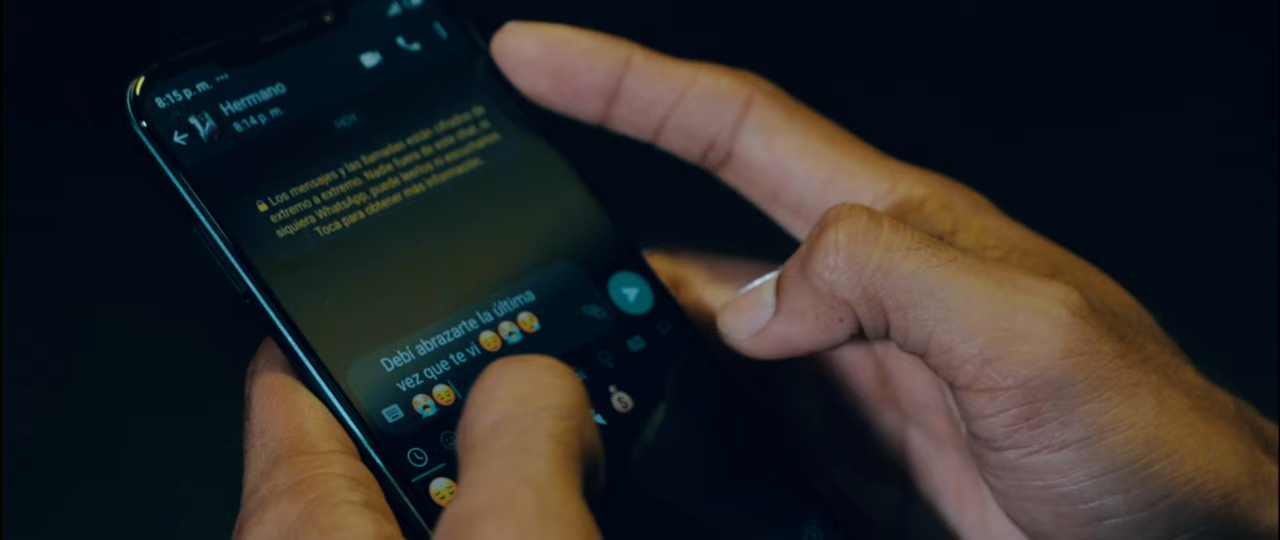 8:15 p. m. ...
Hermano
8:14 p. m.
HOY
Los mensajes y las llamadas están cifrados de
extremo a extremo. Nadie fuera de este chat, ni
siquiera WhatsApp, puede leerlos ni escucharlos.
Toca para obtener más información.
Debí abrazarte la última
vez que te vi 😔😭😔
😭😔